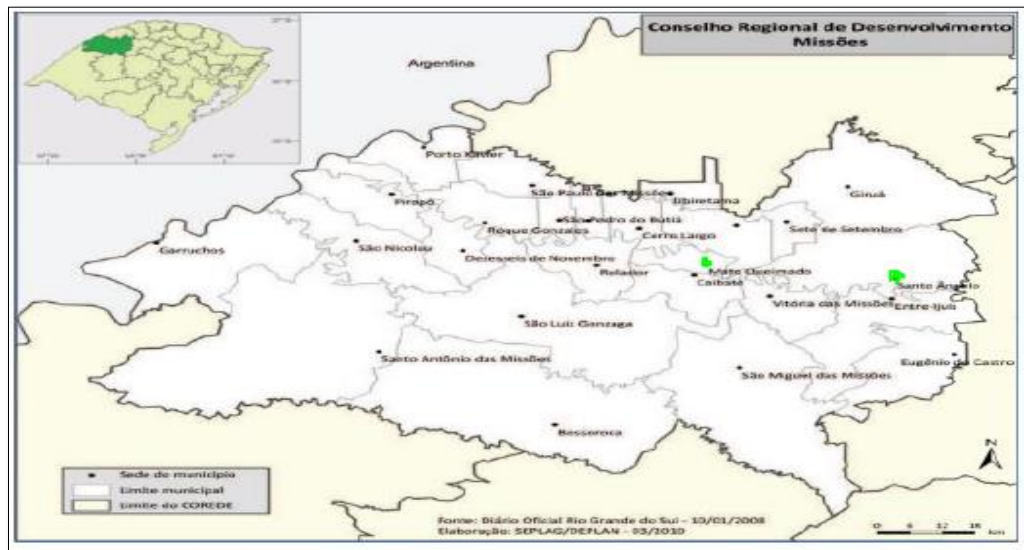 Conselho Regional de Desenvolvimento
Missões
Argentina
Porto Xavier
São Paulo das Missões
Ubiretama
Giruá
Pirapó
Roque Gonzales
São Pedro do Butiá
Cerro Largo
Sete de Setembro
Garruchos
São Nicolau
Dezesseis de Novembro
Rolador
Mato Queimado
Caibaté
Santo Ângelo
Vitória das Missões
Entre-Ijuís
São Luiz Gonzaga
Santo Antônio das Missões
Eugênio de Castro
São Miguel das Missões
Bossoroca
N
Sede de município
Limite municipal
Limite do COREDE
Fonte: Diário Oficial Rio Grande do Sul - 10/01/2008
Elaboração: SEPLAG/DEPLAN - 03/2010
0 6 12 18
km